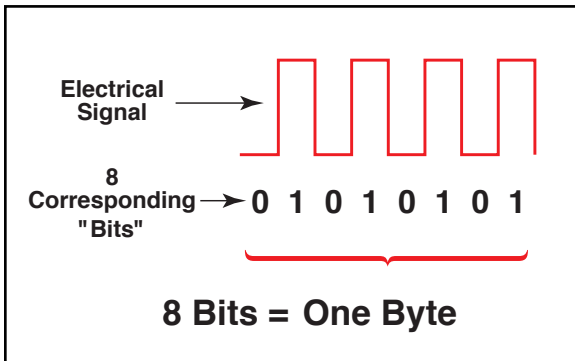 Electrical
Signal
8
Corresponding
"Bits"
0 1 0 1 0 1 0 1
8 Bits = One Byte